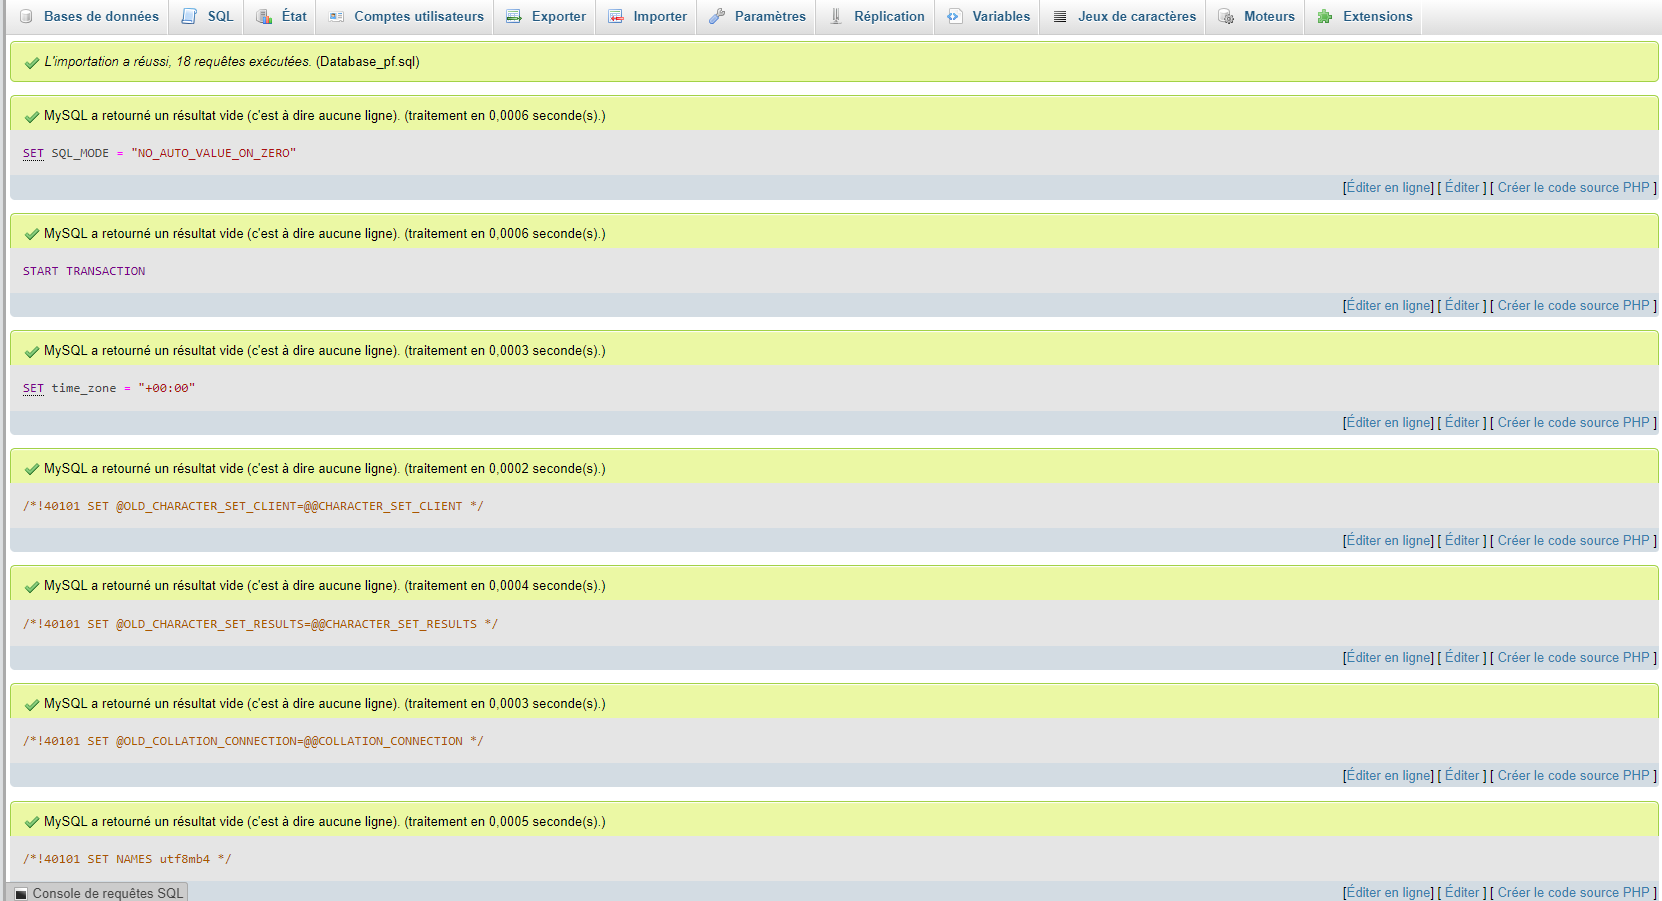 Bases de données SQL État Comptes utilisateurs Exporter Importer Paramètres Réplication Variables Jeux de caractères Moteurs Extensions
L'importation a réussi, 18 requêtes exécutées. (Database_pf.sql)
MySQL a retourné un résultat vide (c'est à dire aucune ligne). (traitement en 0,0006 seconde(s).)
SET SQL_MODE = "NO_AUTO_VALUE_ON_ZERO"
[Éditer en ligne] [ Éditer ] [ Créer le code source PHP ]
MySQL a retourné un résultat vide (c'est à dire aucune ligne). (traitement en 0,0006 seconde(s).)
START TRANSACTION
[Éditer en ligne] [ Éditer ] [ Créer le code source PHP ]
MySQL a retourné un résultat vide (c'est à dire aucune ligne). (traitement en 0,0003 seconde(s).)
SET time_zone = "+00:00"
[Éditer en ligne] [ Éditer ] [ Créer le code source PHP ]
MySQL a retourné un résultat vide (c'est à dire aucune ligne). (traitement en 0,0002 seconde(s).)
/*!40101 SET @OLD_CHARACTER_SET_CLIENT=@@CHARACTER_SET_CLIENT */
[Éditer en ligne] [ Éditer ] [ Créer le code source PHP ]
MySQL a retourné un résultat vide (c'est à dire aucune ligne). (traitement en 0,0004 seconde(s).)
/*!40101 SET @OLD_CHARACTER_SET_RESULTS=@@CHARACTER_SET_RESULTS */
[Éditer en ligne] [ Éditer ] [ Créer le code source PHP ]
MySQL a retourné un résultat vide (c'est à dire aucune ligne). (traitement en 0,0003 seconde(s).)
/*!40101 SET @OLD_COLLATION_CONNECTION=@@COLLATION_CONNECTION */
[Éditer en ligne] [ Éditer ] [ Créer le code source PHP ]
MySQL a retourné un résultat vide (c'est à dire aucune ligne). (traitement en 0,0005 seconde(s).)
/*!40101 SET NAMES utf8mb4 */
Console de requêtes SQL [Éditer en ligne] [ Éditer ] [ Créer le code source PHP ]